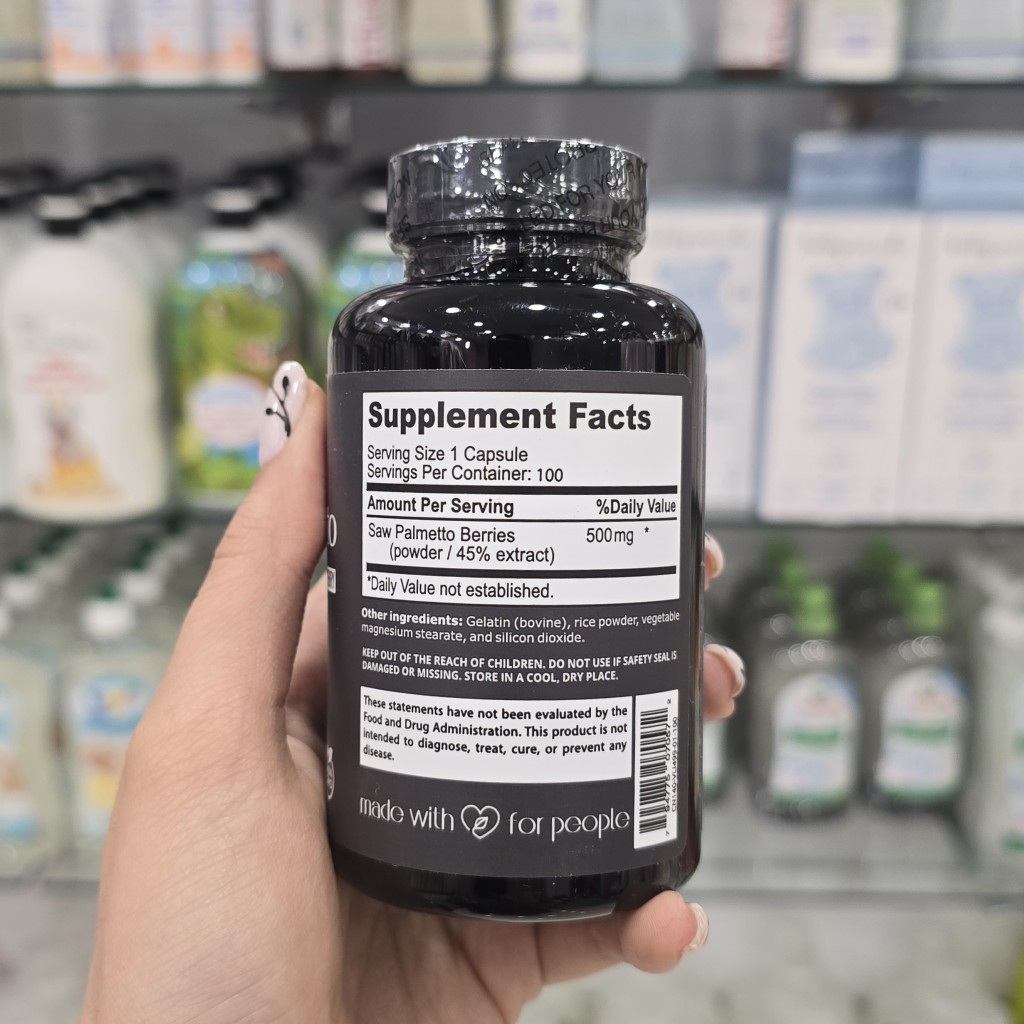 Supplement Facts
Serving Size 1 Capsule
Servings Per Container: 100
Amount Per Serving %Daily Value
Saw Palmetto Berries 500mg *
(powder / 45% extract)
*Daily Value not established.
Other ingredients: Gelatin (bovine), rice powder, vegetable
magnesium stearate, and silicon dioxide.
KEEP OUT OF THE REACH OF CHILDREN. DO NOT USE IF SAFETY SEAL IS
DAMAGED OR MISSING. STORE IN A COOL, DRY PLACE.
These statements have not been evaluated by the
Food and Drug Administration. This product is not
intended to diagnose, treat, cure, or prevent any
disease.
made with for people